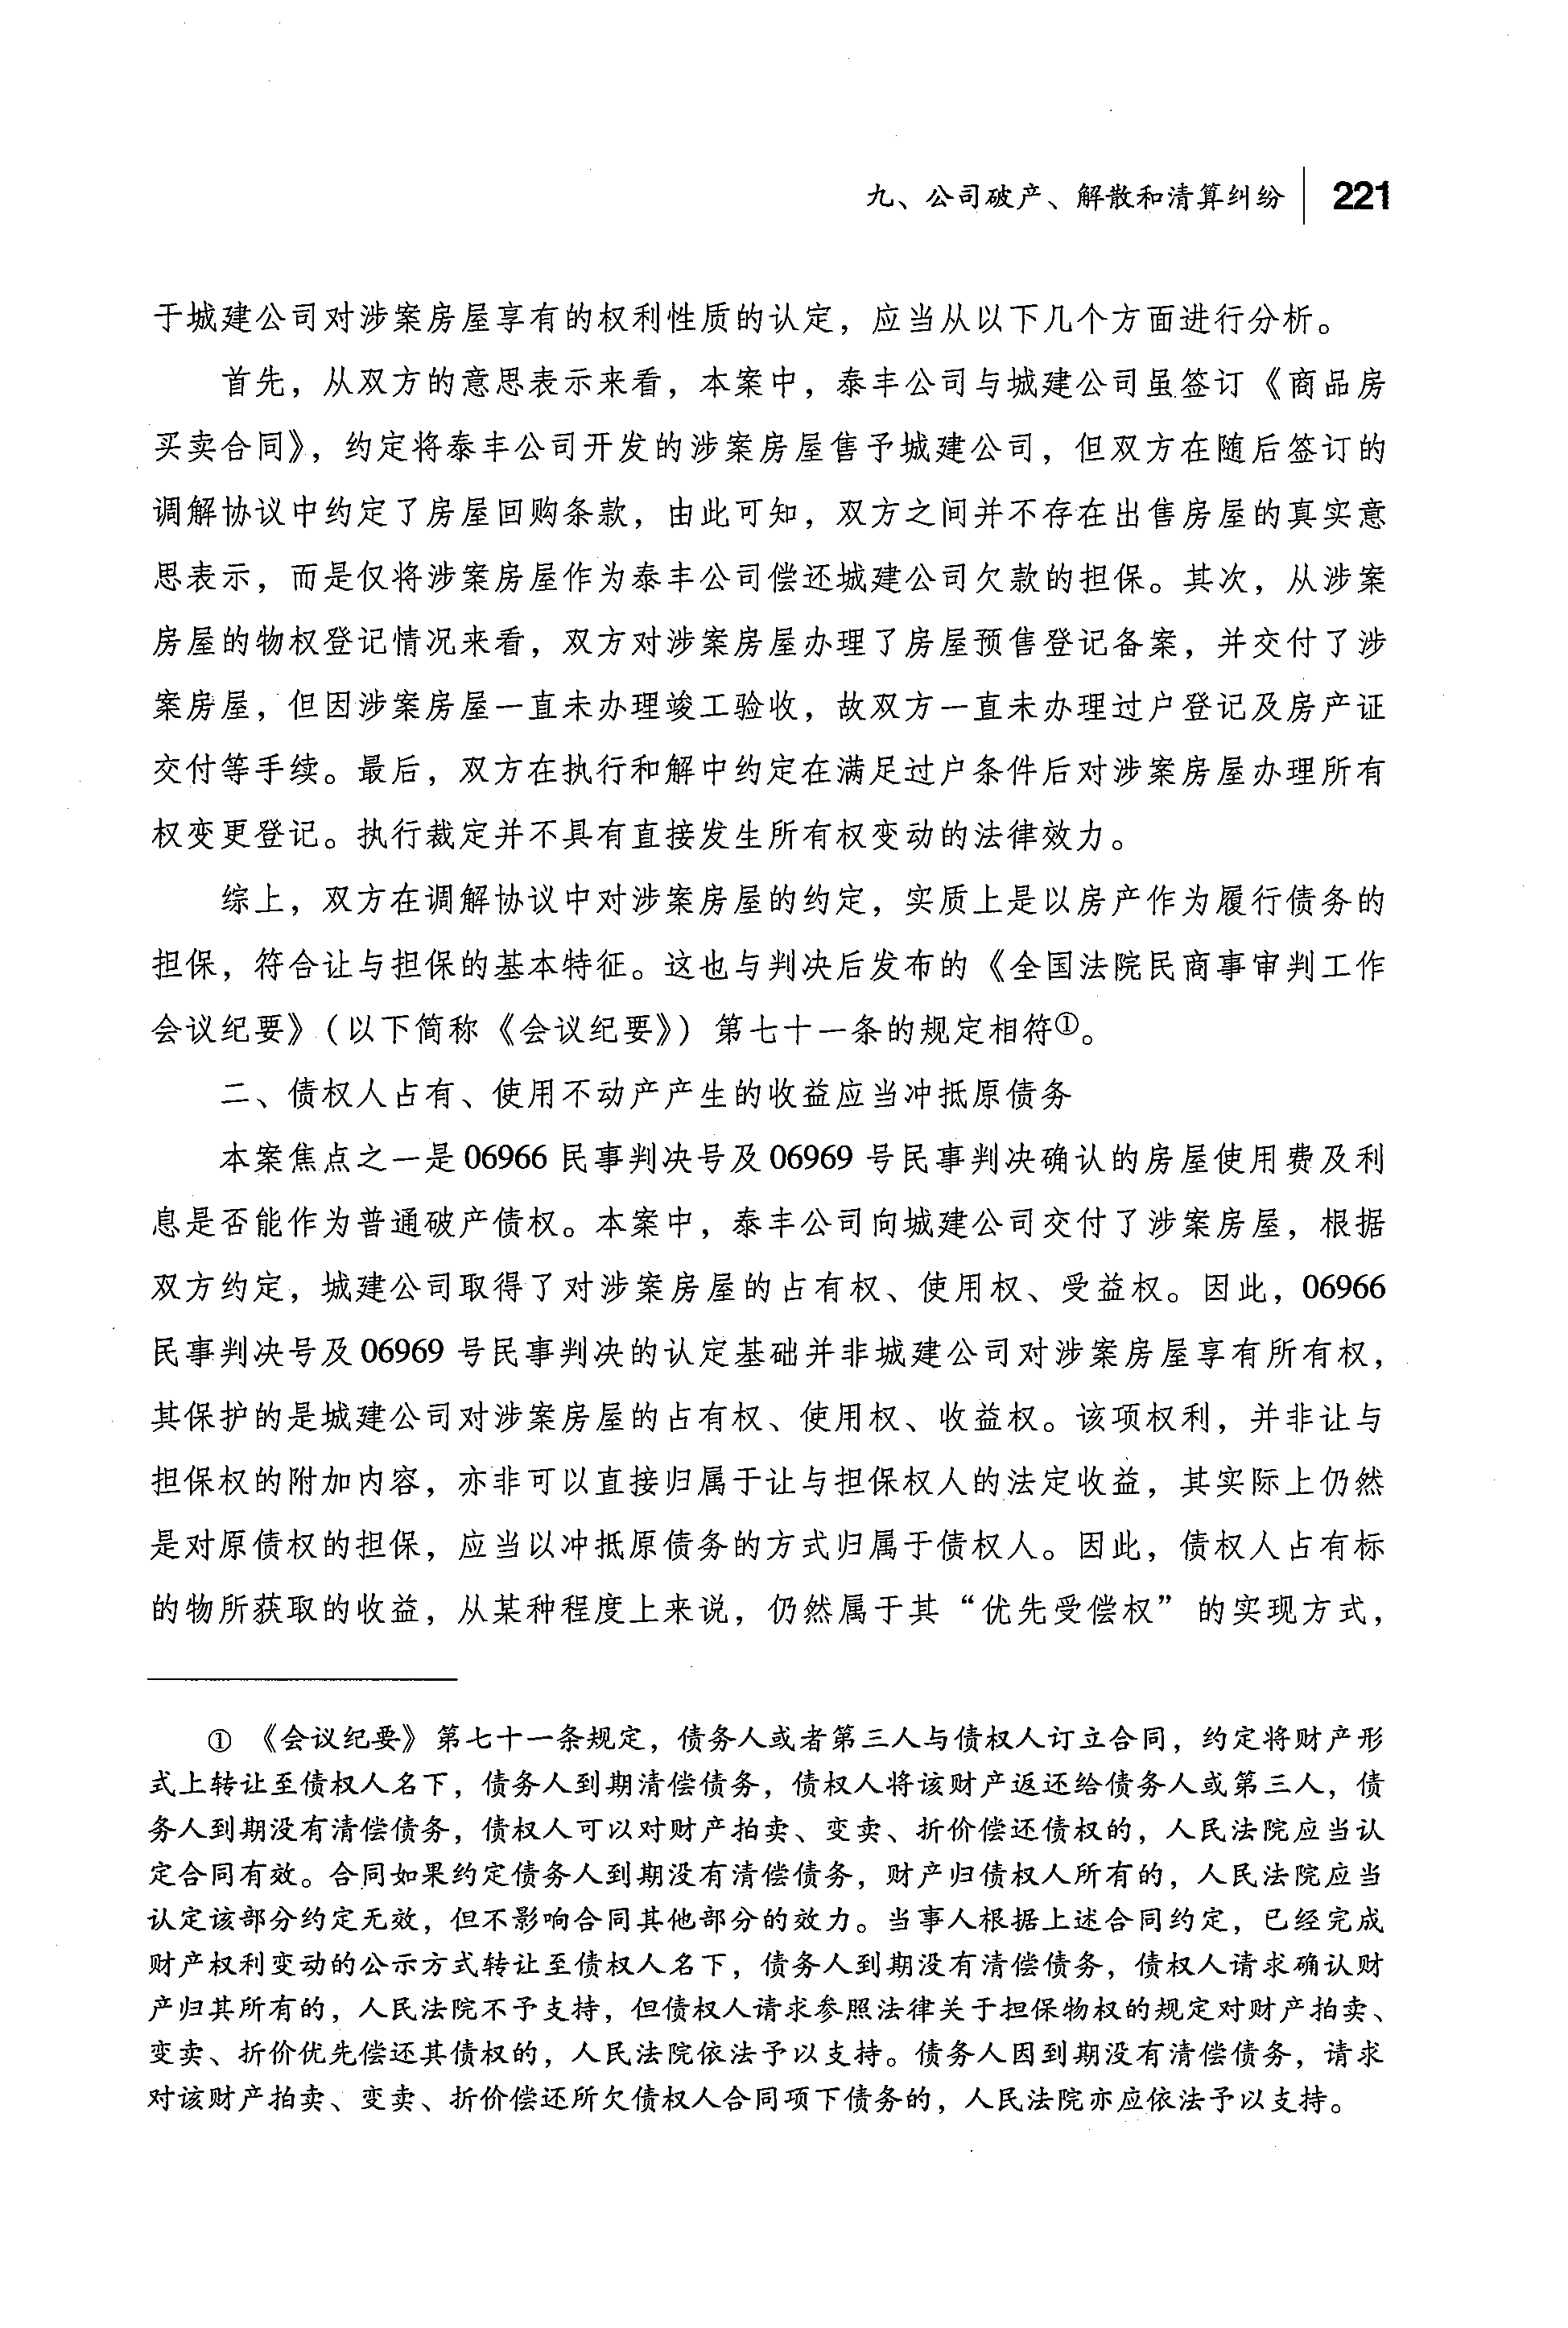 九、公司破产、解散和清算纠纷 221
于城建公司对涉案房屋享有的权利性质的认定，应当从以下几个方面进行分析。
首先，从双方的意思表示来看，本案中，泰丰公司与城建公司虽签订《商品房
买卖合同》，约定将泰丰公司开发的涉案房屋售予城建公司，但双方在随后签订的
调解协议中约定了房屋回购条款，由此可知，双方之间并不存在出售房屋的真实意
思表示，而是仅将涉案房屋作为泰丰公司偿还城建公司欠款的担保。其次，从涉案
房屋的物权登记情况来看，双方对涉案房屋办理了房屋预售登记备案，并交付了涉
案房屋，但因涉案房屋一直未办理竣工验收，故双方一直未办理过户登记及房产证
交付等手续。最后，双方在执行和解中约定在满足过户条件后对涉案房屋办理所有
权变更登记。执行裁定并不具有直接发生所有权变动的法律效力。
综上，双方在调解协议中对涉案房屋的约定，实质上是以房产作为履行债务的
担保，符合让与担保的基本特征。这也与判决后发布的《全国法院民商事审判工作
会议纪要》（以下简称《会议纪要》）第七十一条的规定相符①。
二、债权人占有、使用不动产产生的收益应当冲抵原债务
本案焦点之一是06966民事判决号及06969号民事判决确认的房屋使用费及利
息是否能作为普通破产债权。本案中，泰丰公司向城建公司交付了涉案房屋，根据
双方约定，城建公司取得了对涉案房屋的占有权、使用权、受益权。因此，06966
民事判决号及06969号民事判决的认定基础并非城建公司对涉案房屋享有所有权，
其保护的是城建公司对涉案房屋的占有权、使用权、收益权。该项权利，并非让与
担保权的附加内容，亦非可以直接归属于让与担保权人的法定收益，其实际上仍然
是对原债权的担保，应当以冲抵原债务的方式归属于债权人。因此，债权人占有标
的物所获取的收益，从某种程度上来说，仍然属于其“优先受偿权”的实现方式，
①《会议纪要》第七十一条规定，债务人或者第三人与债权人订立合同，约定将财产形
式上转让至债权人名下，债务人到期清偿债务，债权人将该财产返还给债务人或第三人，债
务人到期没有清偿债务，债权人可以对财产拍卖、变卖、折价偿还债权的，人民法院应当认
定合同有效。合同如果约定债务人到期没有清偿债务，财产归债权人所有的，人民法院应当
认定该部分约定无效，但不影响合同其他部分的效力。当事人根据上述合同约定，已经完成
财产权利变动的公示方式转让至债权人名下，债务人到期没有清偿债务，债权人请求确认财
产归其所有的，人民法院不予支持，但债权人请求参照法律关于担保物权的规定对财产拍卖、
变卖、折价优先偿还其债权的，人民法院依法予以支持。债务人因到期没有清偿债务，请求
对该财产拍卖、变卖、折价偿还所欠债权人合同项下债务的，人民法院亦应依法予以支持。